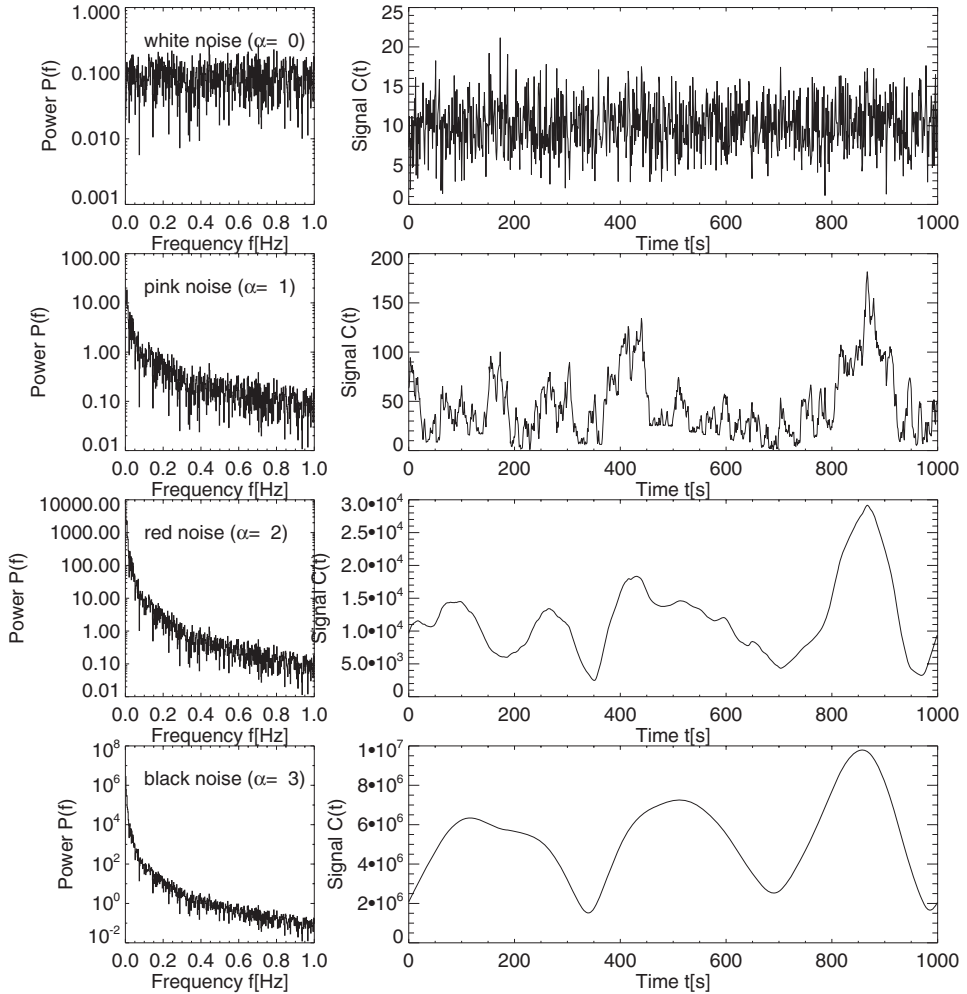 1.000
0.100
0.010
0.001
Power P(f)
white noise (α= 0)
0.0 0.2 0.4 0.6 0.8 1.0
Frequency f[Hz]
25
20
15
10
5
0
Signal C(t)
0 200 400 600 800 1000
Time t[s]
100.00
10.00
1.00
0.10
0.01
Power P(f)
pink noise (α= 1)
0.0 0.2 0.4 0.6 0.8 1.0
Frequency f[Hz]
200
150
100
50
0
Signal C(t)
0 200 400 600 800 1000
Time t[s]
10000.00
1000.00
100.00
10.00
1.00
0.10
0.01
Power P(f)
red noise (α= 2)
0.0 0.2 0.4 0.6 0.8 1.0
Frequency f[Hz]
3.0•10⁴
2.5•10⁴
2.0•10⁴
1.5•10⁴
1.0•10⁴
5.0•10³
0
Signal C(t)
0 200 400 600 800 1000
Time t[s]
10⁸
10⁶
10⁴
10²
10⁰
10⁻²
Power P(f)
black noise (α= 3)
0.0 0.2 0.4 0.6 0.8 1.0
Frequency f[Hz]
1•10⁷
8•10⁶
6•10⁶
4•10⁶
2•10⁶
0
Signal C(t)
0 200 400 600 800 1000
Time t[s]